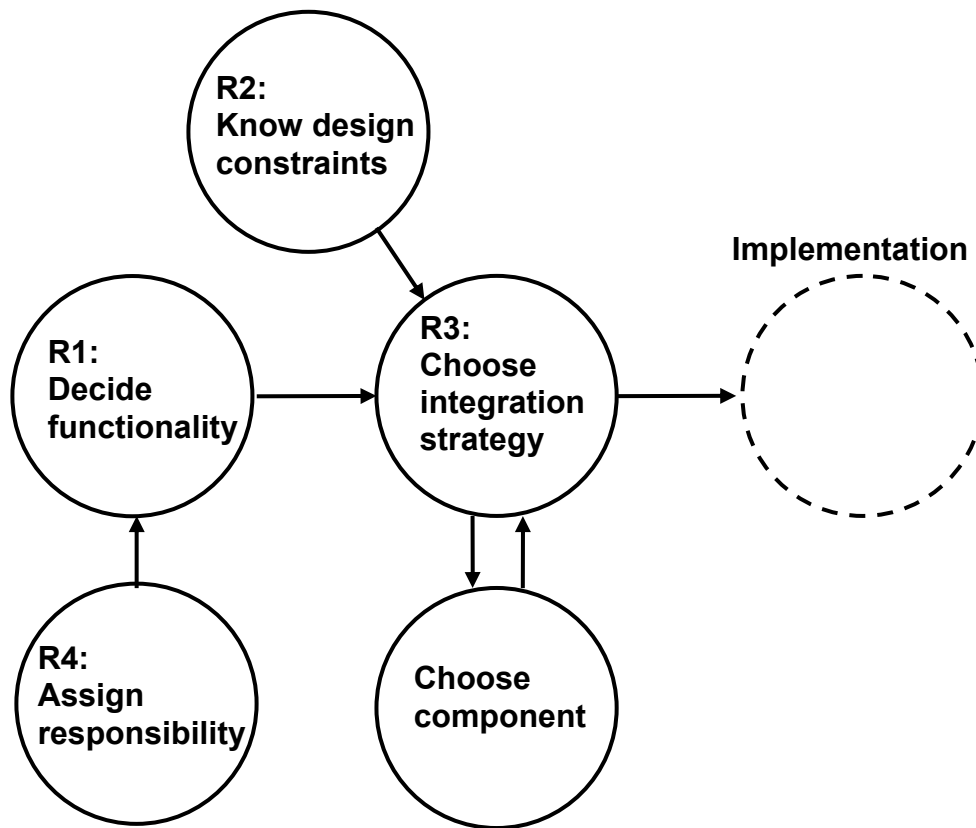 R2:
Know design
constraints
Implementation
R1:
Decide
functionality
R3:
Choose
integration
strategy
R4:
Assign
responsibility
Choose
component